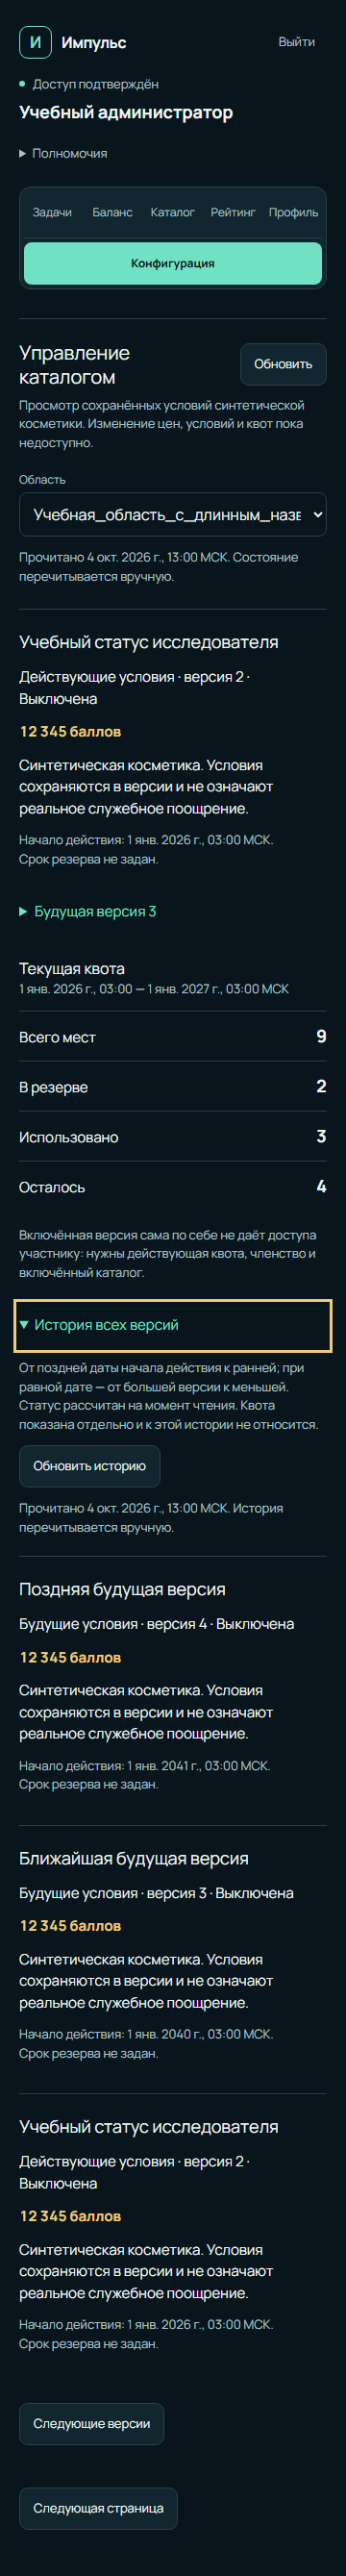 И Импульс Выйти
Доступ подтверждён
Учебный администратор
Полномочия
Задачи Баланс Каталог Рейтинг Профиль
Конфигурация
Управление
каталогом
Обновить
Просмотр сохранённых условий синтетической
косметики. Изменение цен, условий и квот пока
недоступно.
Область
Учебная_область_с_длинным_назв
Прочитано 4 окт. 2026 г., 13:00 МСК. Состояние
перечитывается вручную.
Учебный статус исследователя
Действующие условия · версия 2 ·
Выключена
12 345 баллов
Синтетическая косметика. Условия
сохраняются в версии и не означают
реальное служебное поощрение.
Начало действия: 1 янв. 2026 г., 03:00 МСК.
Срок резерва не задан.
Будущая версия 3
Текущая квота
1 янв. 2026 г., 03:00 — 1 янв. 2027 г., 03:00 МСК
Всего мест 9
В резерве 2
Использовано 3
Осталось 4
Включённая версия сама по себе не даёт доступа
участнику: нужны действующая квота, членство и
включённый каталог.
История всех версий
От поздней даты начала действия к ранней; при
равной дате — от большей версии к меньшей.
Статус рассчитан на момент чтения. Квота
показана отдельно и к этой истории не относится.
Обновить историю
Прочитано 4 окт. 2026 г., 13:00 МСК. История
перечитывается вручную.
Поздняя будущая версия
Будущие условия · версия 4 · Выключена
12 345 баллов
Синтетическая косметика. Условия
сохраняются в версии и не означают
реальное служебное поощрение.
Начало действия: 1 янв. 2041 г., 03:00 МСК.
Срок резерва не задан.
Ближайшая будущая версия
Будущие условия · версия 3 · Выключена
12 345 баллов
Синтетическая косметика. Условия
сохраняются в версии и не означают
реальное служебное поощрение.
Начало действия: 1 янв. 2040 г., 03:00 МСК.
Срок резерва не задан.
Учебный статус исследователя
Действующие условия · версия 2 ·
Выключена
12 345 баллов
Синтетическая косметика. Условия
сохраняются в версии и не означают
реальное служебное поощрение.
Начало действия: 1 янв. 2026 г., 03:00 МСК.
Срок резерва не задан.
Следующие версии
Следующая страница